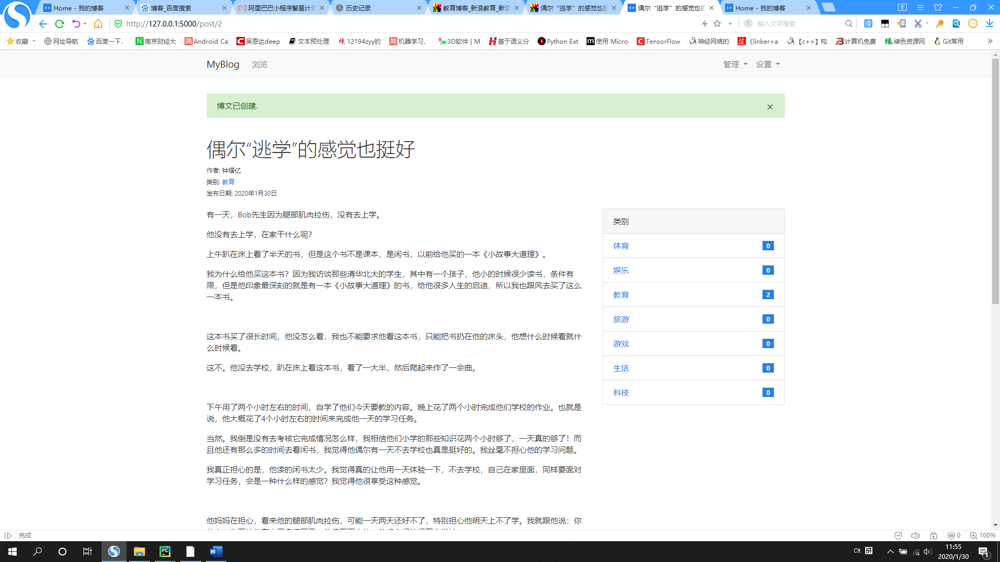 Home - 我的博客
博客_百度搜索
阿里巴巴小程序繁星计划
历史记录
教育博客_新浪教育_新浪
偶尔“逃学”的感觉也挺
偶尔“逃学”的感觉也挺
Home - 我的博客
8
http://127.0.0.1:5000/post/2
输入文字搜索
译
收藏
网址导航
百度一下，
南京财经大
Android Ca
吴恩达deep
文本预处理
12194zyy的
机器学习，
3D软件 | M
基于语义分
Python Ext
使用 Micro
TensorFlow
神经网络的
《linker+a
【c++】构
计算机免费
绿色资源网
Git常用
MyBlog
浏览
管理
设置
博文已创建.
×
偶尔“逃学”的感觉也挺好
作者: 钟耀亿
类别: 教育
发布日期: 2020年1月30日
有一天，Bob先生因为腿部肌肉拉伤，没有去上学。
他没有去上学，在家干什么呢？
上午趴在床上看了半天的书，但是这个书不是课本，是闲书，以前给他买的一本《小故事大道理》。
我为什么给他买这本书？因为我访谈那些清华北大的学生，其中有一个孩子，他小的时候很少读书，条件有
限，但是他印象最深刻的就是有一本《小故事大道理》的书，给他很多人生的启迪，所以我也跟风去买了这么
一本书。
这本书买了很长时间，他没怎么看，我也不能要求他看这本书，只能把书扔在他的床头，他想什么时候看就什
么时候看。
这不。他没去学校，趴在床上看这本书，看了一大半，然后爬起来作了一会曲。
下午用了两个小时左右的时间，自学了他们今天要教的内容。晚上花了两个小时完成他们学校的作业。也就是
说，他大概花了4个小时左右的时间来完成他一天的学习任务。
当然。我倒是没有去考核它完成情况怎么样，我相信他们小学的那些知识花两个小时够了，一天真的够了！而
且他还有那么多的时间去看闲书，我觉得他偶尔有一天不去学校也真是挺好的。我丝毫不担心他的学习问题。
我真正担心的是，他读的闲书太少。我觉得真的让他用一天体验一下，不去学校，自己在家里面，同样要面对
学习任务，会是一种什么样的感觉？我觉得他很享受这种感觉。
他妈妈在担心，看来他的腿部肌肉拉伤，可能一天两天还好不了，特别担心他明天上不了学。我就跟他说：你
类别
体育 0
娱乐 0
教育 2
旅游 0
游戏 0
生活 0
科技 0
完成
0
100%
CH 拼
11:55
2020/1/30
1